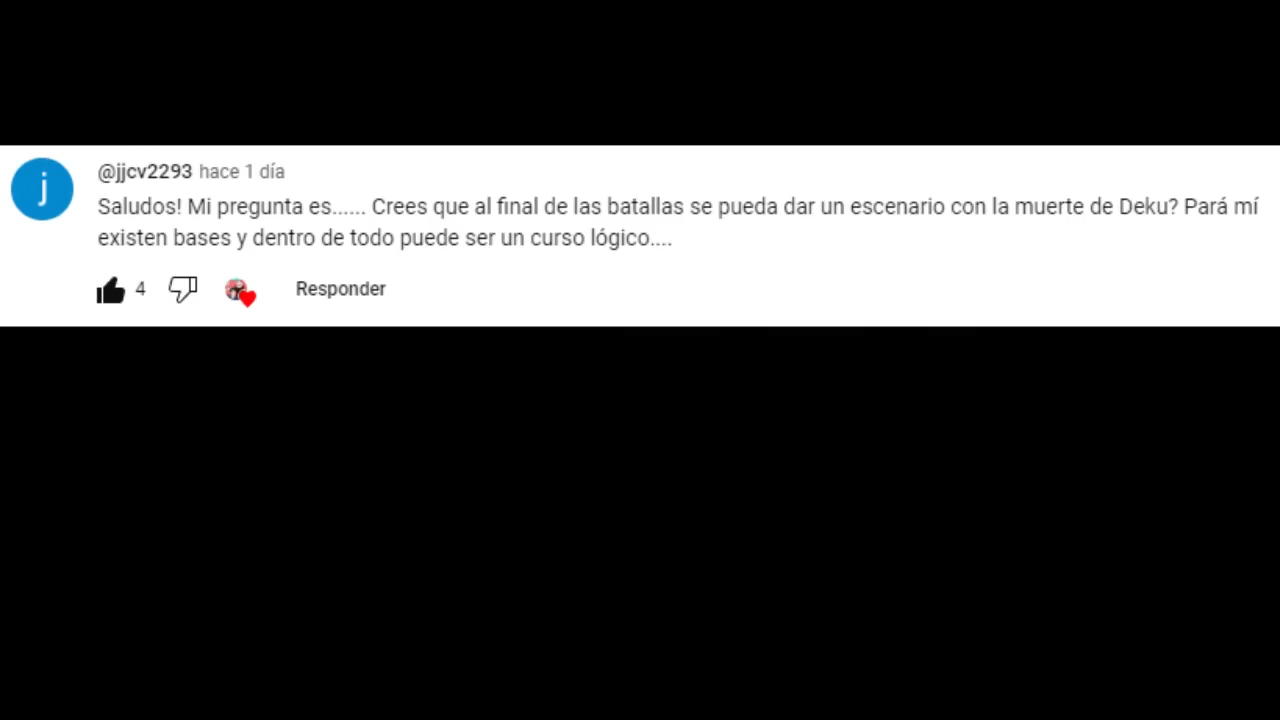 j
@jjcv2293 hace 1 día
Saludos! Mi pregunta es...... Crees que al final de las batallas se pueda dar un escenario con la muerte de Deku? Pará mí
existen bases y dentro de todo puede ser un curso lógico....
4 Responder